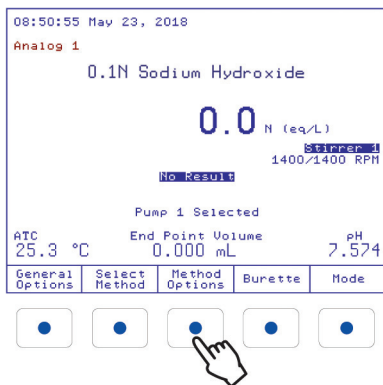 08:50:55 May 23, 2018
Analog 1
0.1N Sodium Hydroxide
0.0 N (eq/L)
Stirrer 1
1400/1400 RPM
No Result
Pump 1 Selected
ATC End Point Volume pH
25.3 °C 0.000 mL 7.574
General Select Method Burette Mode
Options Method Options